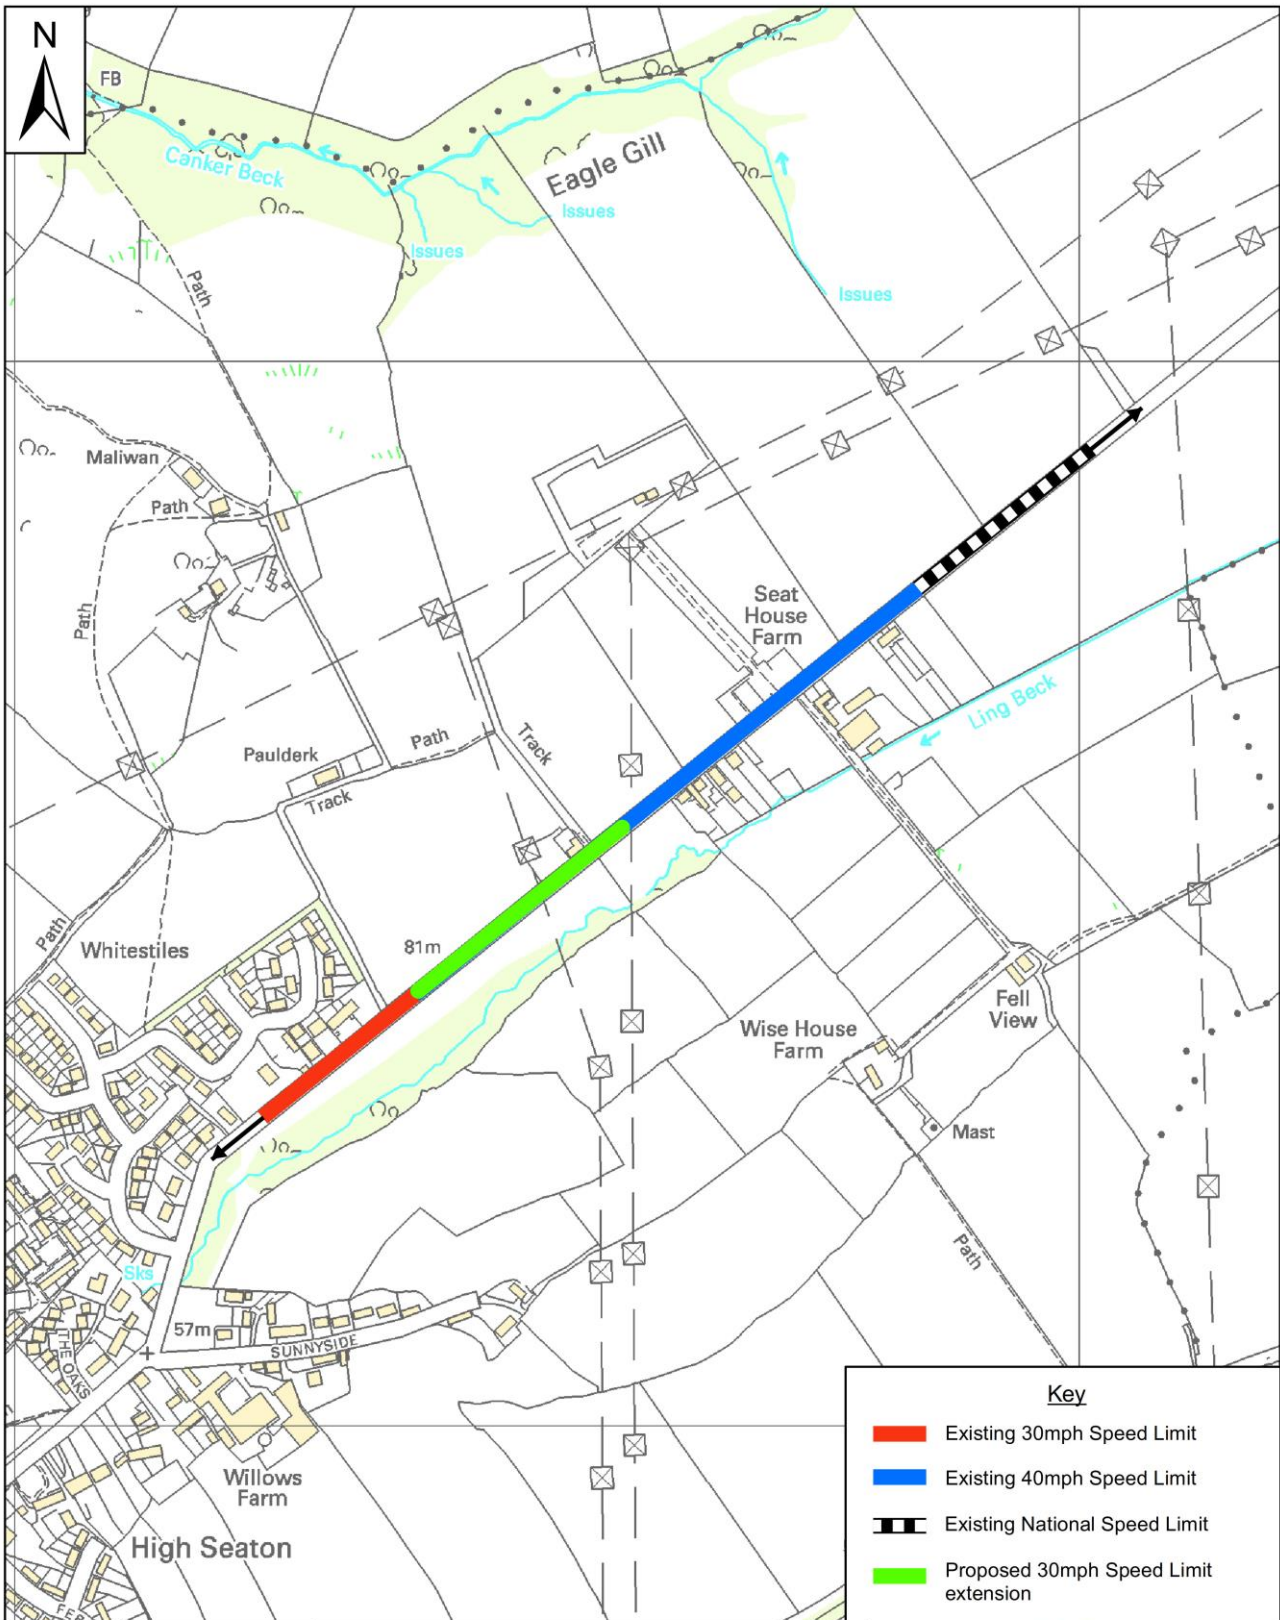 N
FB
Canker Beck
Eagle Gill
Issues
Issues
Issues
Path
Maliwan
Path
Path
Seat
House
Farm
Ling Beck
Paulderk
Path
Track
Track
Path
Whitestiles
81m
Wise House
Farm
Fell
View
Mast
Path
Sks
57m
SUNNYSIDE
THE OAKS
Willows
Farm
High Seaton
Key
Existing 30mph Speed Limit
Existing 40mph Speed Limit
Existing National Speed Limit
Proposed 30mph Speed Limit
extension